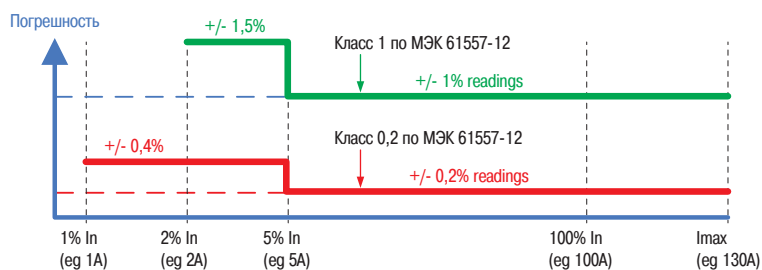 Погрешность
+/- 1,5%
Класс 1 по МЭК 61557-12
+/- 1% readings
+/- 0,4%
Класс 0,2 по МЭК 61557-12
+/- 0,2% readings
1% In
(eg 1A)
2% In
(eg 2A)
5% In
(eg 5A)
100% In
(eg 100A)
Imax
(eg 130A)